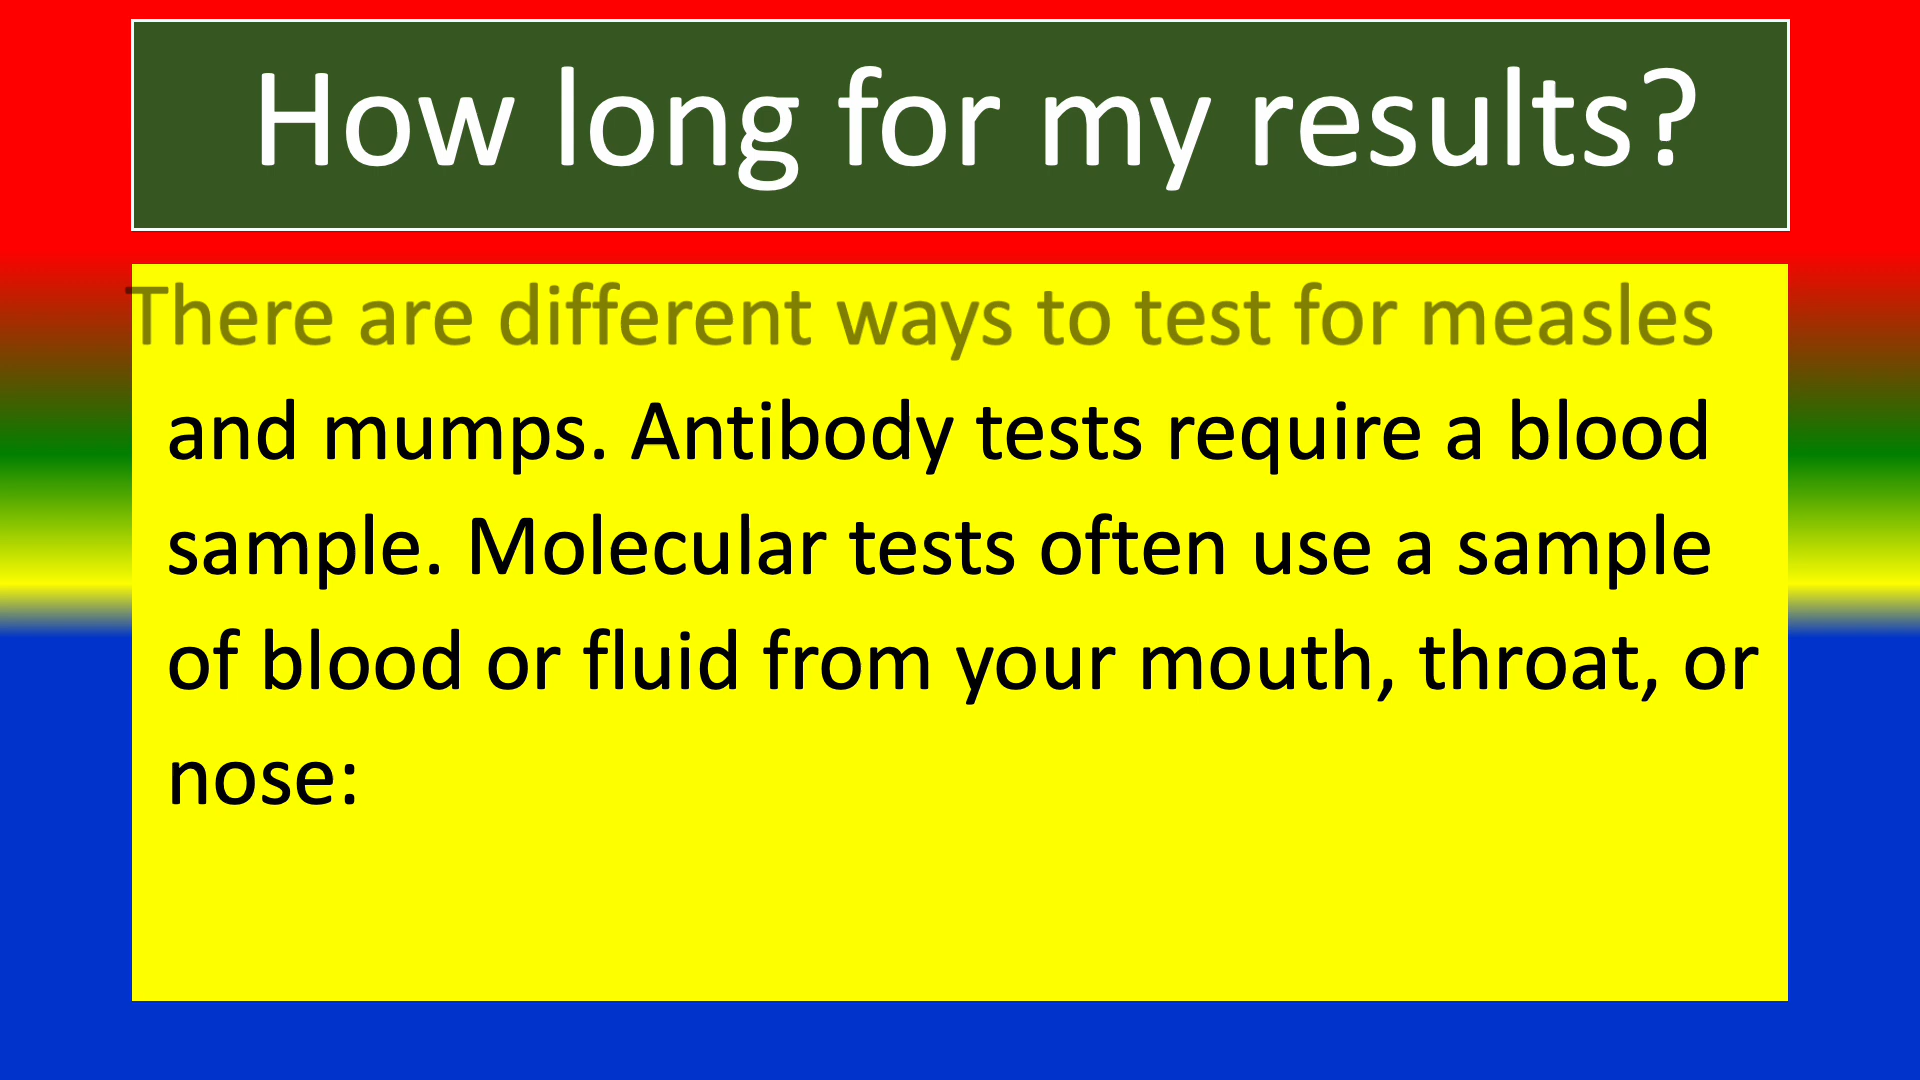 How long for my results?
There are different ways to test for measles
and mumps. Antibody tests require a blood
sample. Molecular tests often use a sample
of blood or fluid from your mouth, throat, or
nose: